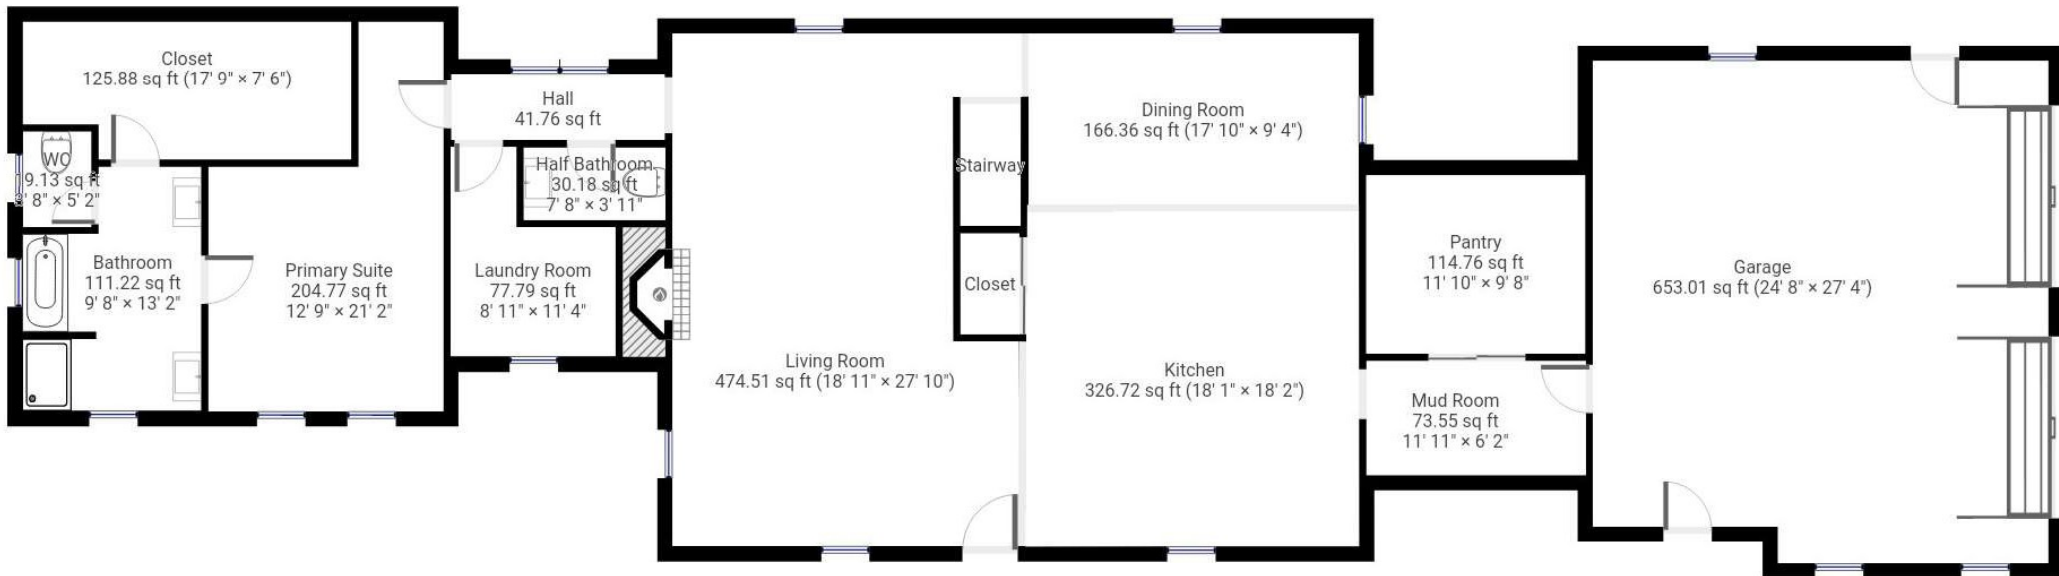 Closet
125.88 sq ft (17' 9" × 7' 6")
Hall
41.76 sq ft
Dining Room
166.36 sq ft (17' 10" × 9' 4")
WC
9.13 sq ft
8" × 5' 2"
Half Bathroom
30.18 sq ft
7' 8" × 3' 11"
Stairway
Bathroom
111.22 sq ft
9' 8" × 13' 2"
Primary Suite
204.77 sq ft
12' 9" × 21' 2"
Laundry Room
77.79 sq ft
8' 11" × 11' 4"
Closet
Pantry
114.76 sq ft
11' 10" × 9' 8"
Garage
653.01 sq ft (24' 8" × 27' 4")
Living Room
474.51 sq ft (18' 11" × 27' 10")
Kitchen
326.72 sq ft (18' 1" × 18' 2")
Mud Room
73.55 sq ft
11' 11" × 6' 2"